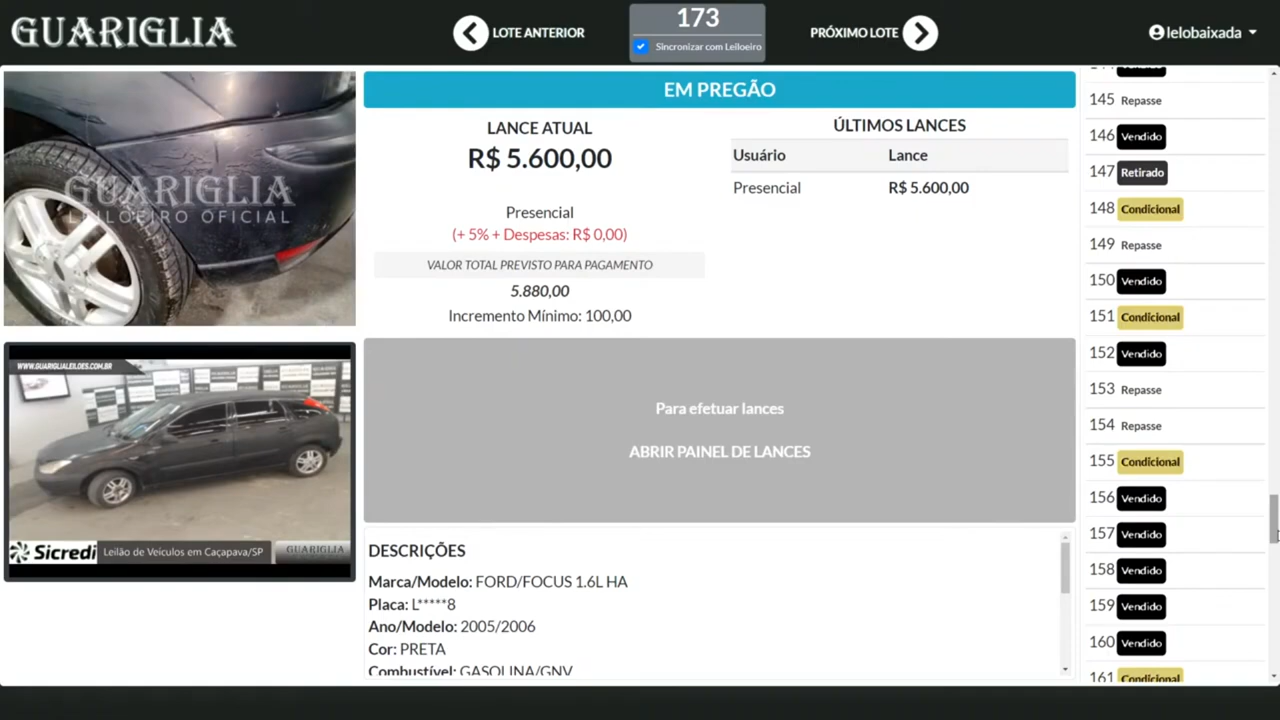 GUARIGLIA
LOTE ANTERIOR
173
Sincronizar com Leiloeiro
PRÓXIMO LOTE
lelobaixada
GUARIGLIA
LEILOEIRO OFICIAL
WWW.GUARIGLIALEILOES.COM.BR
Sicredi
Leilão de Veículos em Caçapava/SP
GUARIGLIA
EM PREGÃO
LANCE ATUAL
R$ 5.600,00
Presencial
(+ 5% + Despesas: R$ 0,00)
VALOR TOTAL PREVISTO PARA PAGAMENTO
5.880,00
Incremento Mínimo: 100,00
ÚLTIMOS LANCES
Usuário Lance
Presencial R$ 5.600,00
Para efetuar lances
ABRIR PAINEL DE LANCES
DESCRIÇÕES
Marca/Modelo: FORD/FOCUS 1.6L HA
Placa: L*****8
Ano/Modelo: 2005/2006
Cor: PRETA
Combustível: GASOLINA/GNV
145 Repasse
146 Vendido
147 Retirado
148 Condicional
149 Repasse
150 Vendido
151 Condicional
152 Vendido
153 Repasse
154 Repasse
155 Condicional
156 Vendido
157 Vendido
158 Vendido
159 Vendido
160 Vendido
161 Condicional